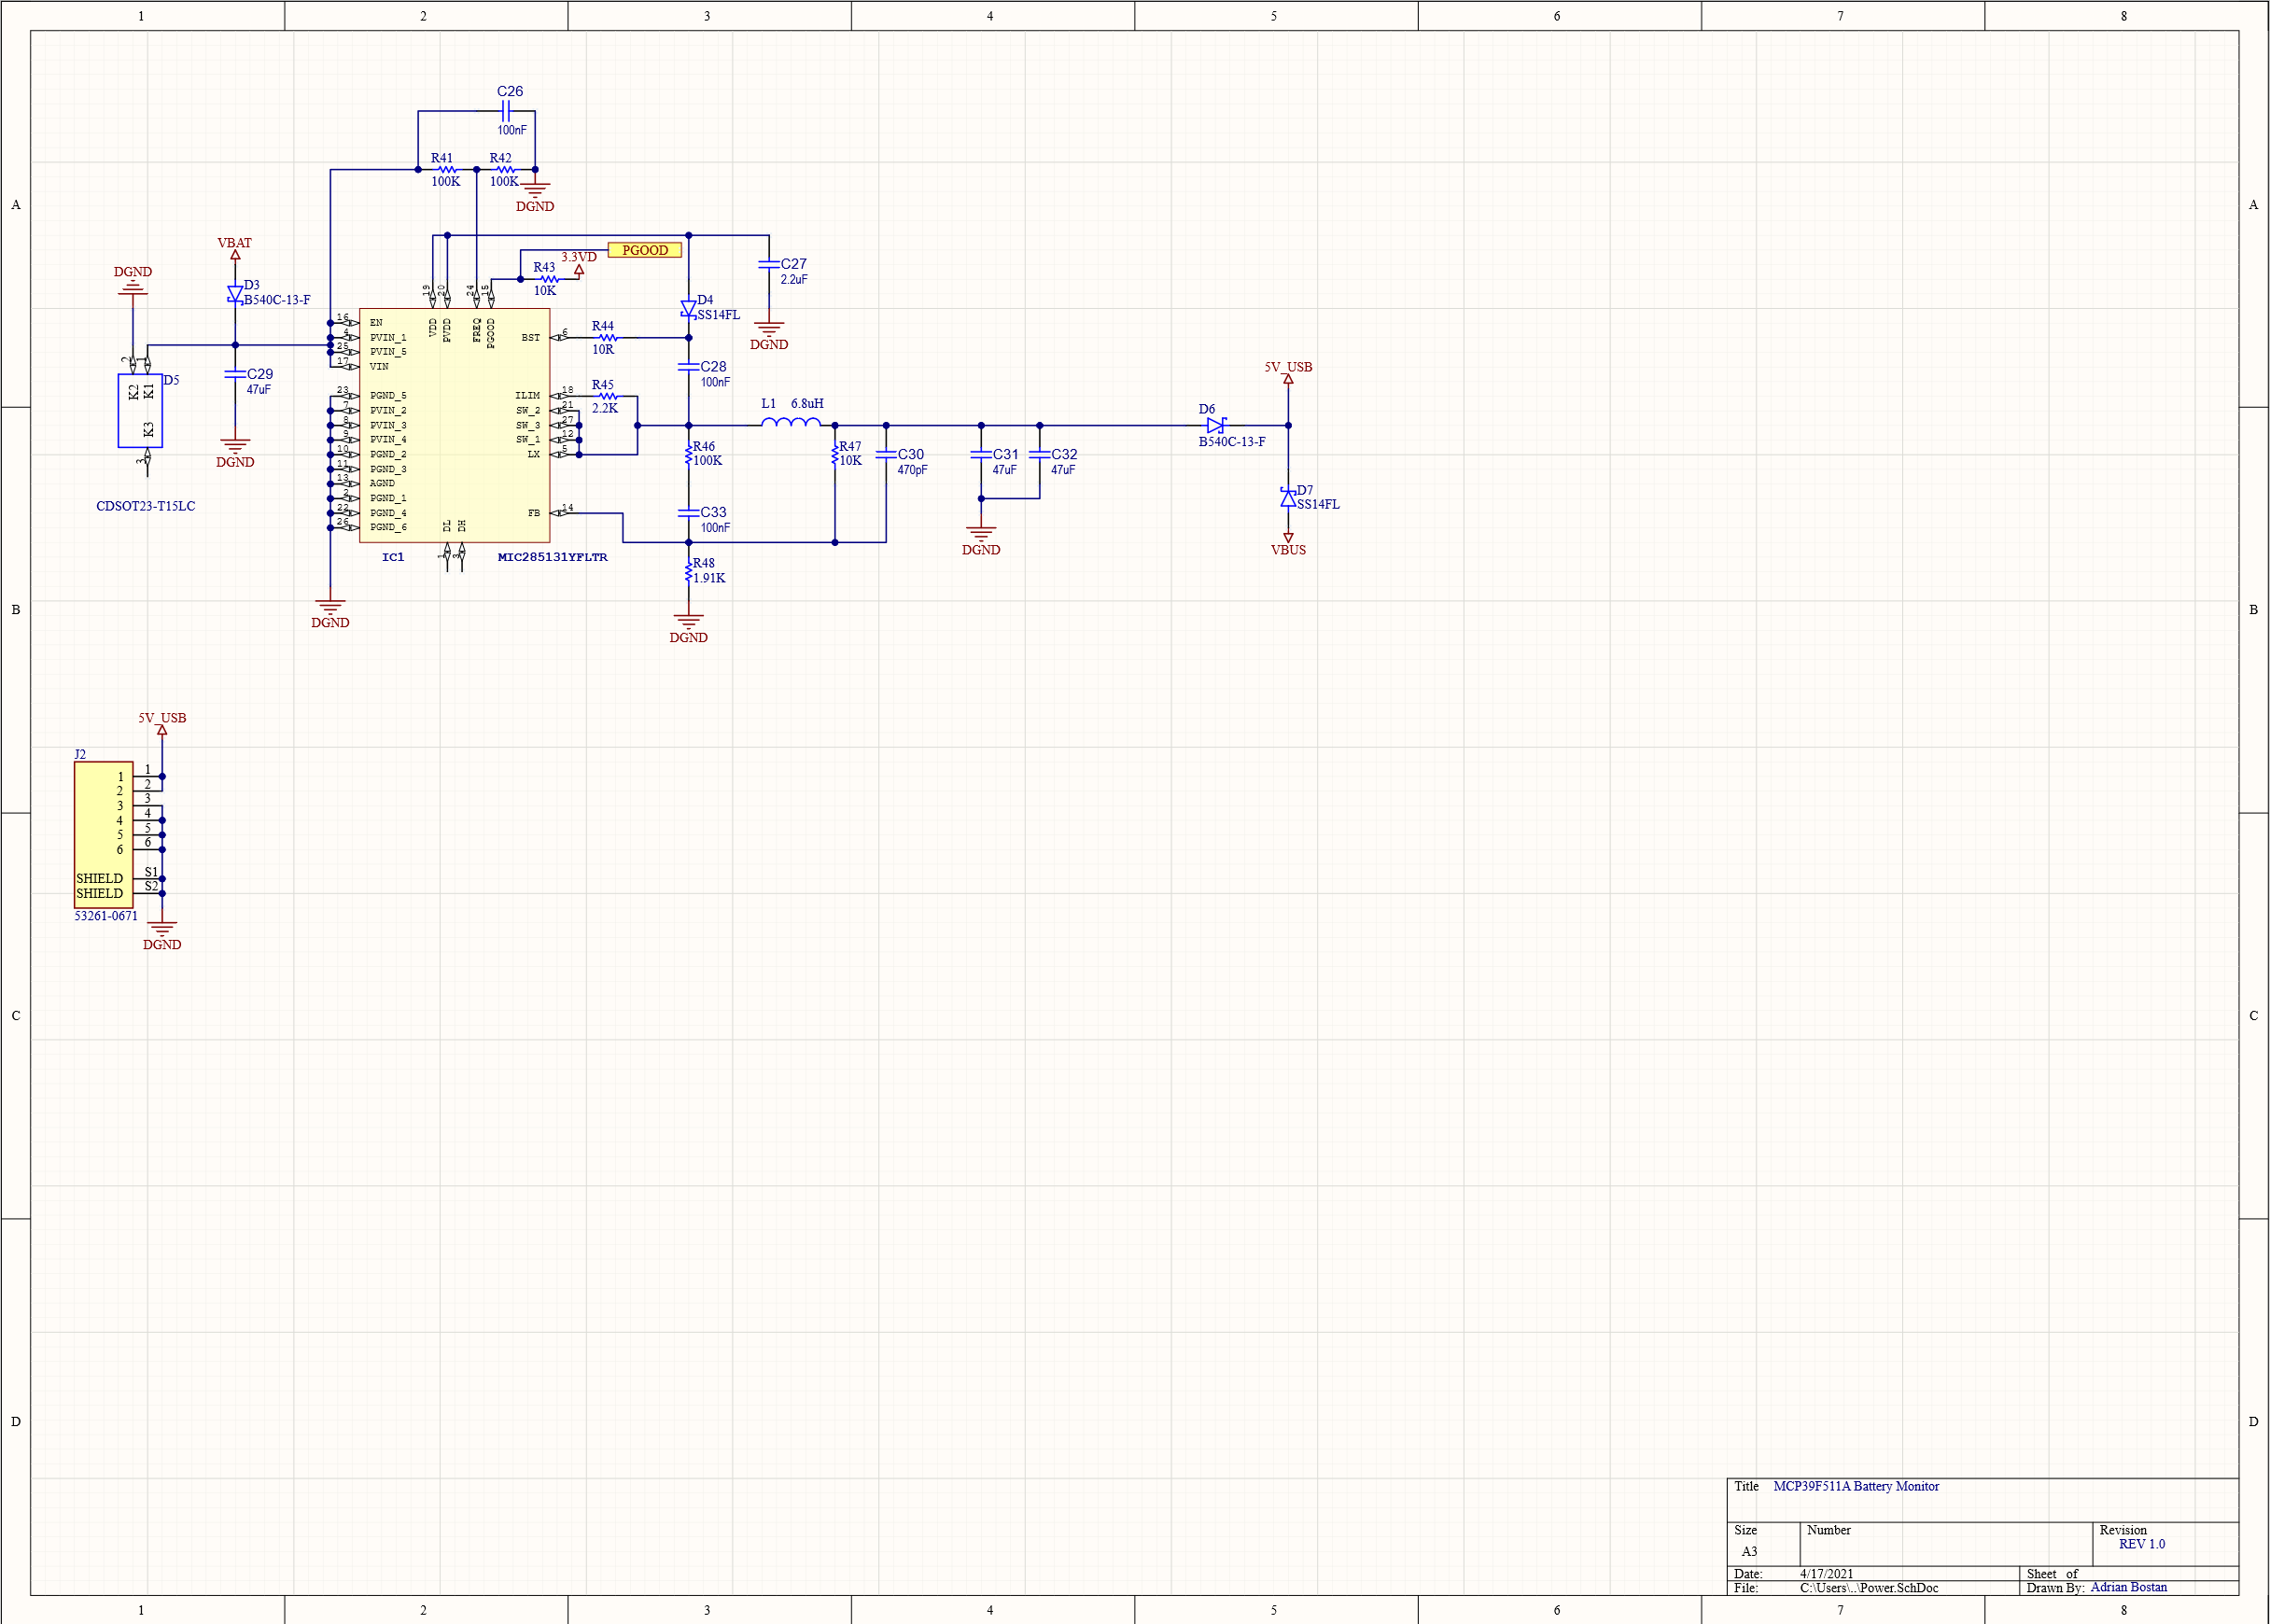 1 2 3 4 5 6 7 8
A A
B B
C C
D D
C26
100nF
R41 R42
100K 100K
DGND
VBAT
PGOOD
3.3VD
R43
10K
C27
2.2uF
DGND
DGND
D3
B540C-13-F
D4
SS14FL
19 20 24 15
VDD PVDD FREQ PGOOD
16 EN
4 PVIN_1
25 PVIN_5
17 VIN
23 PGND_5
7 PVIN_2
8 PVIN_3
9 PVIN_4
10 PGND_2
11 PGND_3
13 AGND
2 PGND_1
22 PGND_4
26 PGND_6
BST 6
ILIM 18
SW_2 21
SW_3 27
SW_1 12
LX 5
FB 14
DL DH
1 3
IC1 MIC285131YFLTR
DGND
R44
10R
R45
2.2K
C28
100nF
2 1
K2 K1
D5
K3
3
CDSOT23-T15LC
C29
47uF
DGND
L1 6.8uH
R46
100K
R47
10K
C30
470pF
C31
47uF
C32
47uF
DGND
C33
100nF
R48
1.91K
DGND
5V_USB
D6
B540C-13-F
D7
SS14FL
VBUS
5V_USB
J2
1 1
2 2
3 3
4 4
5 5
6 6
SHIELD S1
SHIELD S2
53261-0671
DGND
Title MCP39F511A Battery Monitor
Size Number Revision
A3 REV 1.0
Date: 4/17/2021 Sheet of
File: C:\Users\..\Power.SchDoc Drawn By: Adrian Bostan
1 2 3 4 5 6 7 8